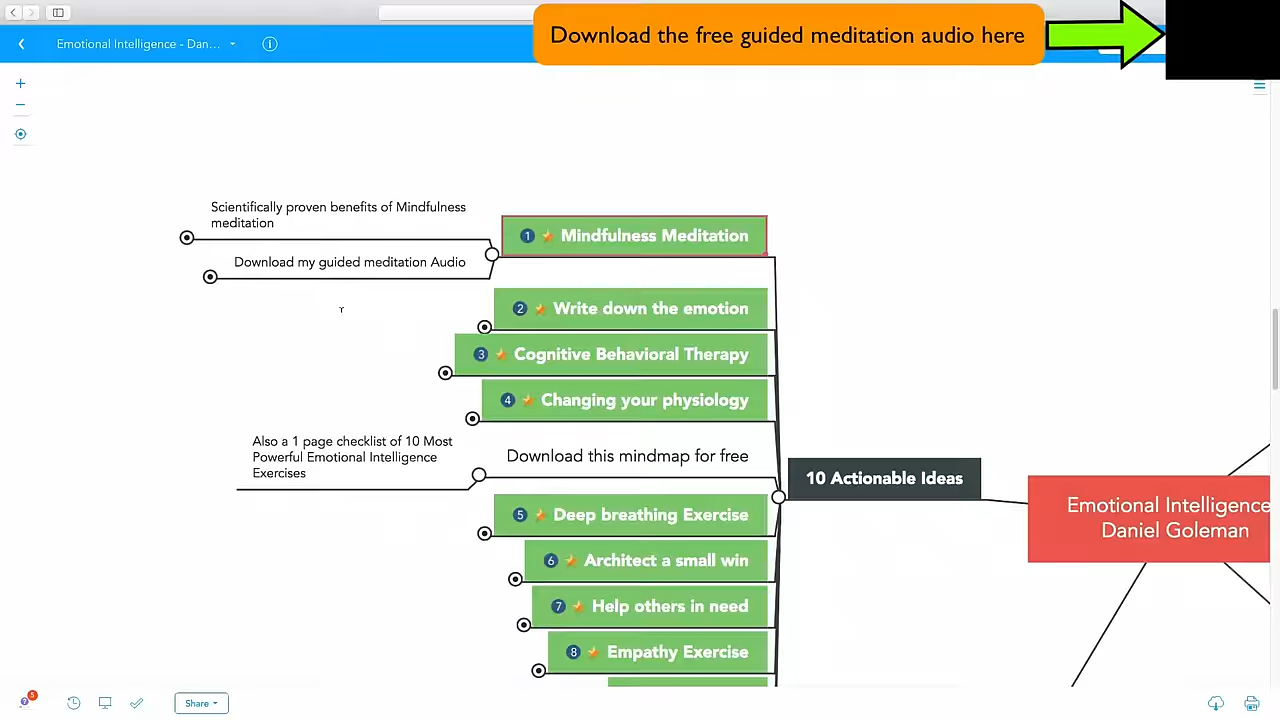 Download the free guided meditation audio here
Emotional Intelligence - Dan...
Scientifically proven benefits of Mindfulness
meditation
Download my guided meditation Audio
1 Mindfulness Meditation
2 Write down the emotion
3 Cognitive Behavioral Therapy
4 Changing your physiology
Also a 1 page checklist of 10 Most
Powerful Emotional Intelligence
Exercises
Download this mindmap for free
10 Actionable Ideas
5 Deep breathing Exercise
6 Architect a small win
7 Help others in need
8 Empathy Exercise
Emotional Intelligence
Daniel Goleman
5
Share